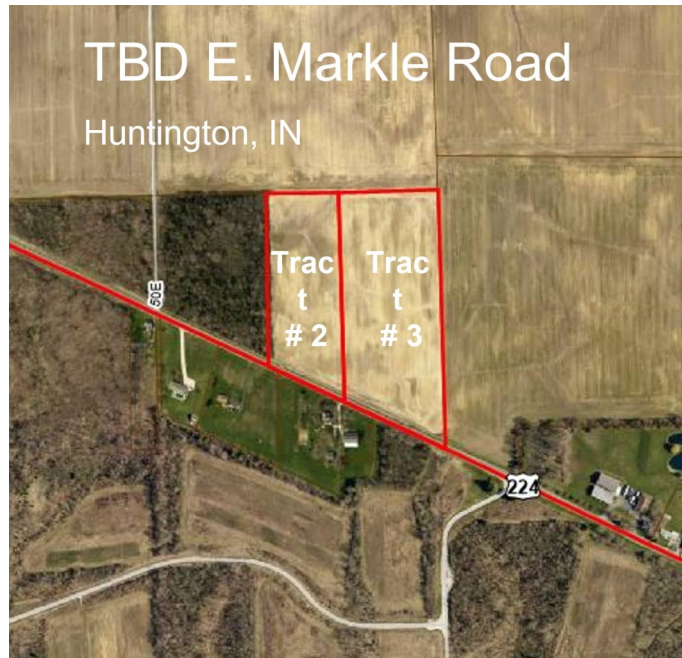 TBD E. Markle Road
Huntington, IN
50E
Trac
t
# 2
Trac
t
# 3
224